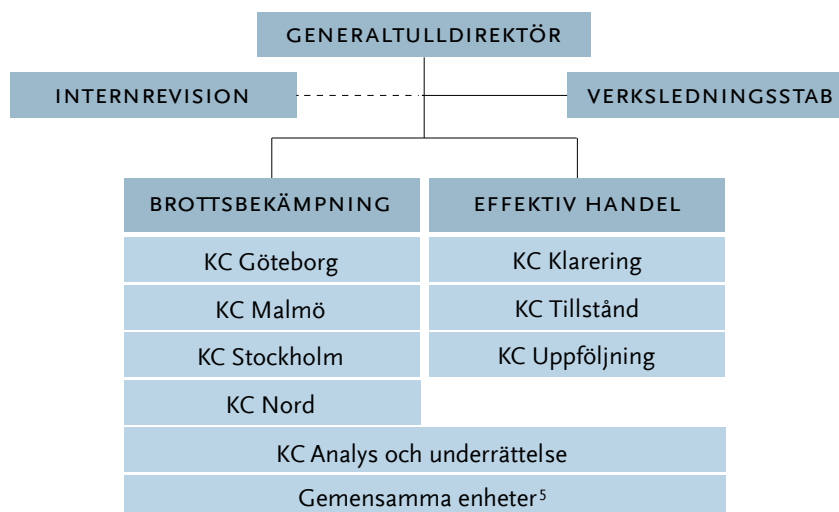 GENERALTULLDIREKTÖR
INTERNREVISION
VERKSLEDNINGSSTAB
BROTTSBEKÄMPNING
EFFEKTIV HANDEL
KC Göteborg
KC Klarering
KC Malmö
KC Tillstånd
KC Stockholm
KC Uppföljning
KC Nord
KC Analys och underrättelse
Gemensamma enheter⁵